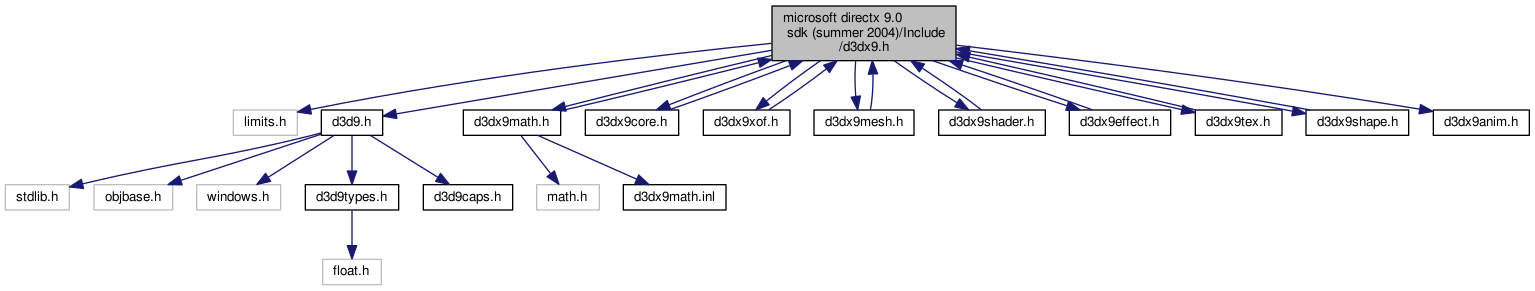 microsoft directx 9.0
sdk (summer 2004)/Include
/d3dx9.h
limits.h
d3d9.h
d3dx9math.h
d3dx9core.h
d3dx9xof.h
d3dx9mesh.h
d3dx9shader.h
d3dx9effect.h
d3dx9tex.h
d3dx9shape.h
d3dx9anim.h
stdlib.h
objbase.h
windows.h
d3d9types.h
d3d9caps.h
math.h
d3dx9math.inl
float.h